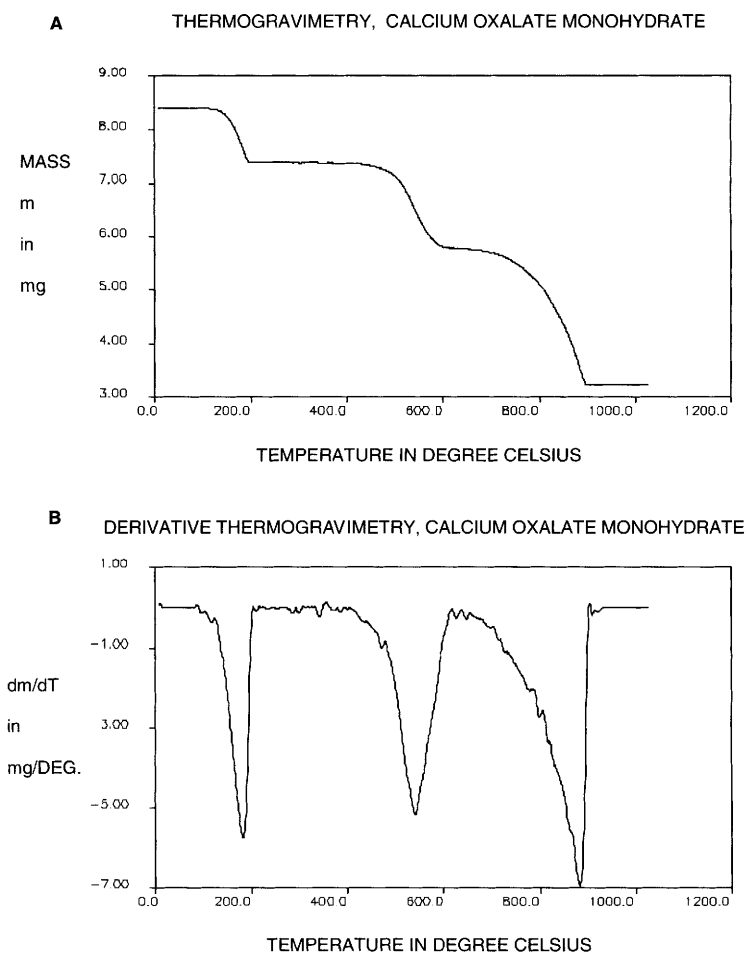 A
THERMOGRAVIMETRY, CALCIUM OXALATE MONOHYDRATE
9.00
8.00
7.00
6.00
5.00
4.00
3.00
MASS
m
in
mg
0.0 200.0 400.0 600.0 800.0 1000.0 1200.0
TEMPERATURE IN DEGREE CELSIUS
B
DERIVATIVE THERMOGRAVIMETRY, CALCIUM OXALATE MONOHYDRATE
1.00
-1.00
3.00
-5.00
-7.00
dm/dT
in
mg/DEG.
0.0 200.0 400.0 600.0 800.0 1000.0 1200.0
TEMPERATURE IN DEGREE CELSIUS